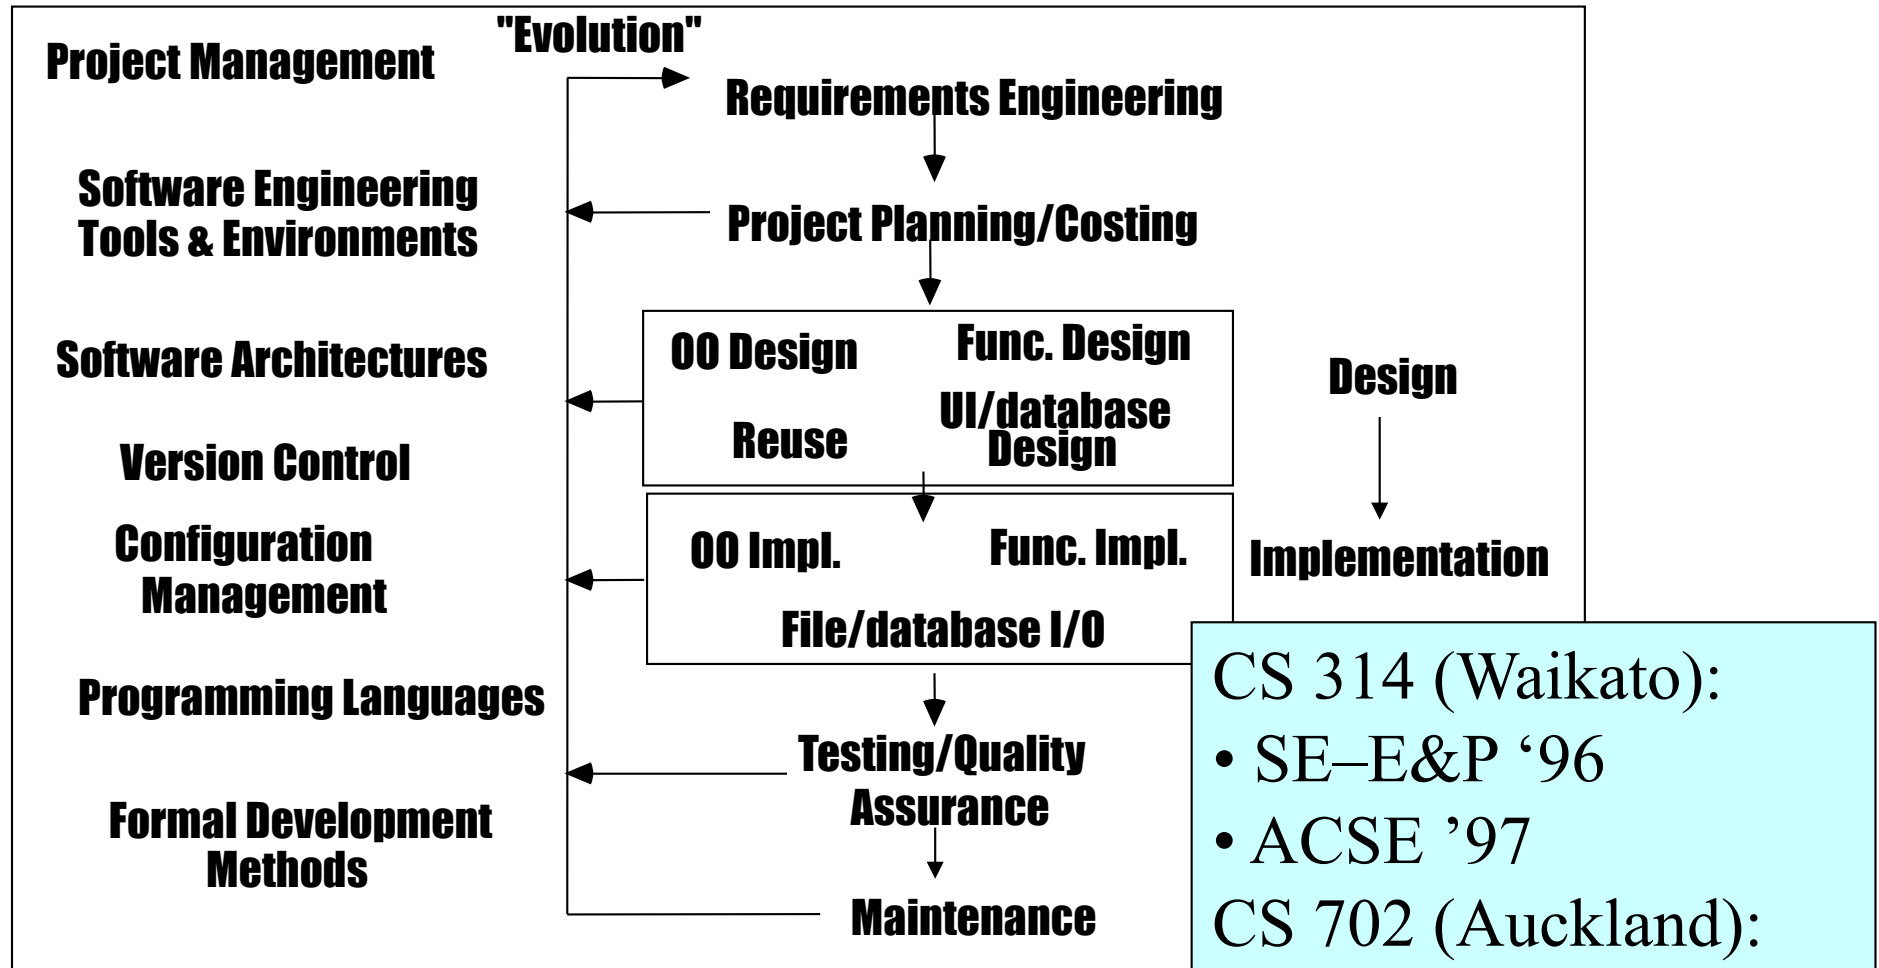 Project Management
Software Engineering
Tools & Environments
Software Architectures
Version Control
Configuration
Management
Programming Languages
Formal Development
Methods
"Evolution"
Requirements Engineering
Project Planning/Costing
OO Design
Func. Design
Reuse
UI/database
Design
OO Impl.
Func. Impl.
File/database I/O
Testing/Quality
Assurance
Maintenance
Design
Implementation
CS 314 (Waikato):
• SE–E&P ‘96
• ACSE ’97
CS 702 (Auckland):